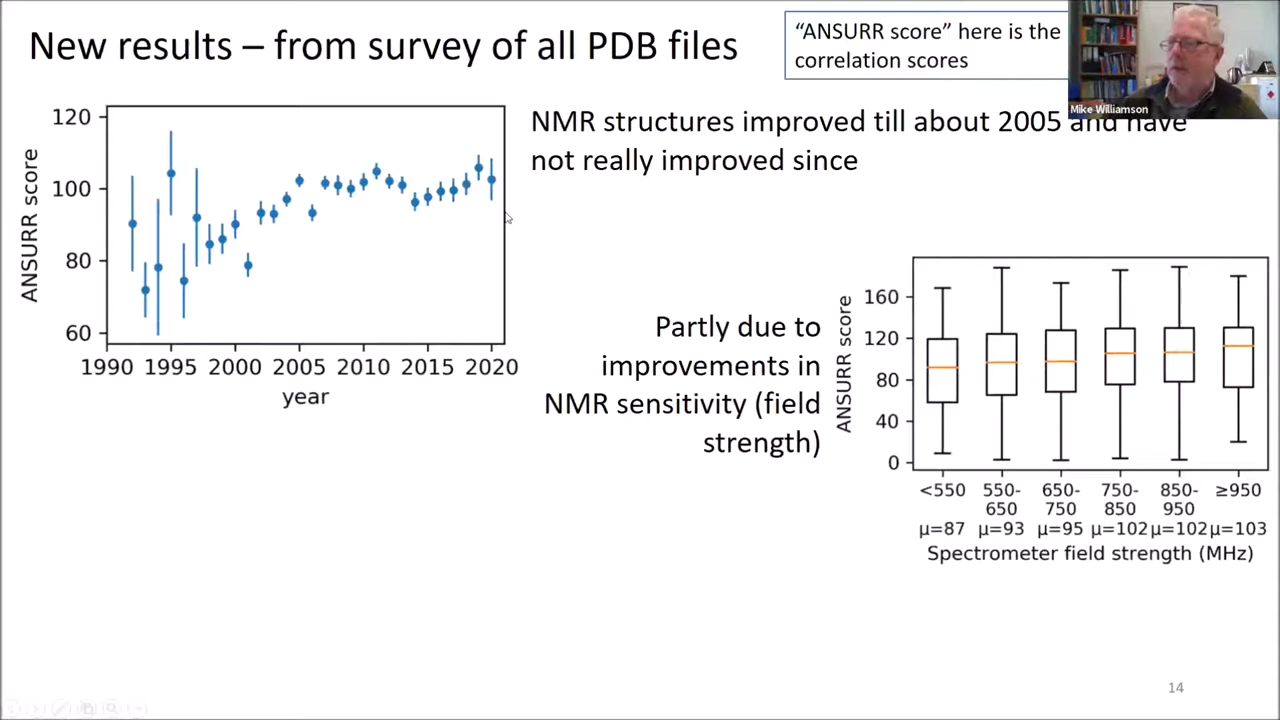 New results – from survey of all PDB files
“ANSURR score” here is the
correlation scores
Mike Williamson
NMR structures improved till about 2005 and have
not really improved since
120
100
80
60
ANSURR score
1990 1995 2000 2005 2010 2015 2020
year
Partly due to
improvements in
NMR sensitivity (field
strength)
ANSURR score
160
120
80
40
0
<550 550- 650- 750- 850- ≥950
650 750 850 950
μ=87 μ=93 μ=95 μ=102 μ=102 μ=103
Spectrometer field strength (MHz)
14